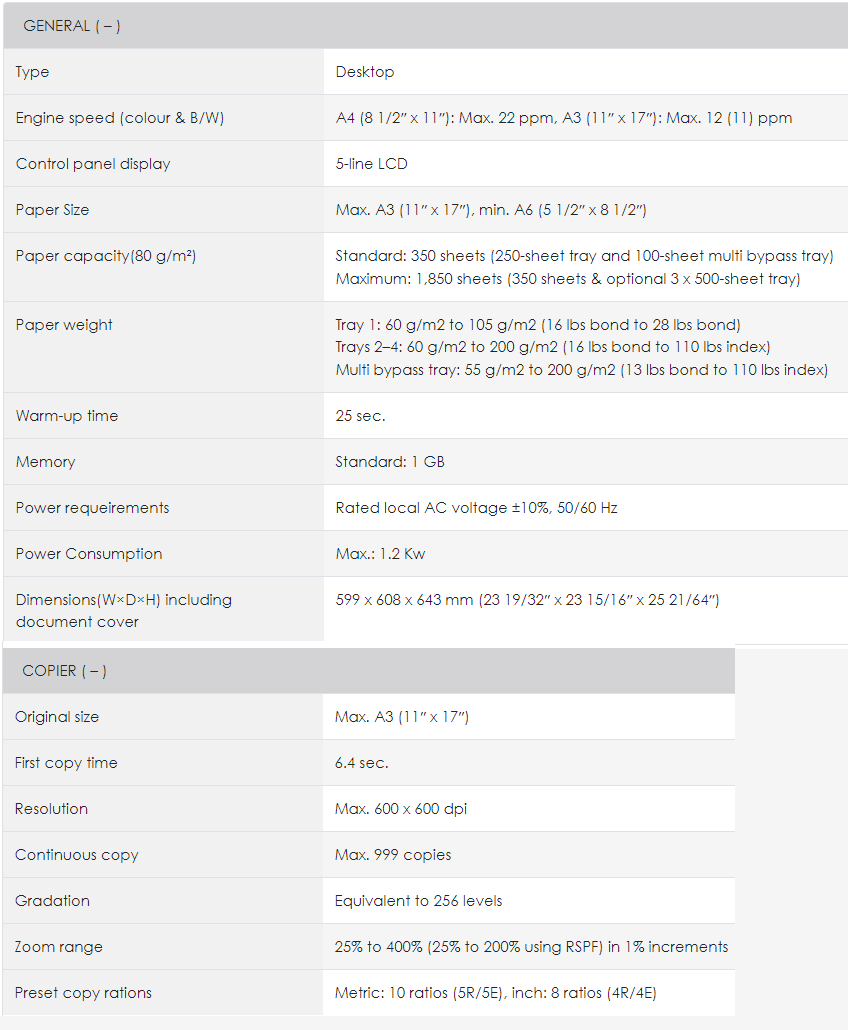 GENERAL ( – )
Type
Desktop
Engine speed (colour & B/W)
A4 (8 1/2″ x 11″): Max. 22 ppm, A3 (11″ x 17″): Max. 12 (11) ppm
Control panel display
5-line LCD
Paper Size
Max. A3 (11″ x 17″), min. A6 (5 1/2″ x 8 1/2″)
Paper capacity(80 g/m²)
Standard: 350 sheets (250-sheet tray and 100-sheet multi bypass tray)
Maximum: 1,850 sheets (350 sheets & optional 3 x 500-sheet tray)
Paper weight
Tray 1: 60 g/m2 to 105 g/m2 (16 lbs bond to 28 lbs bond)
Trays 2–4: 60 g/m2 to 200 g/m2 (16 lbs bond to 110 lbs index)
Multi bypass tray: 55 g/m2 to 200 g/m2 (13 lbs bond to 110 lbs index)
Warm-up time
25 sec.
Memory
Standard: 1 GB
Power requeirements
Rated local AC voltage ±10%, 50/60 Hz
Power Consumption
Max.: 1.2 Kw
Dimensions(W×D×H) including
document cover
599 x 608 x 643 mm (23 19/32″ x 23 15/16″ x 25 21/64″)
COPIER ( – )
Original size
Max. A3 (11″ x 17″)
First copy time
6.4 sec.
Resolution
Max. 600 x 600 dpi
Continuous copy
Max. 999 copies
Gradation
Equivalent to 256 levels
Zoom range
25% to 400% (25% to 200% using RSPF) in 1% increments
Preset copy rations
Metric: 10 ratios (5R/5E), inch: 8 ratios (4R/4E)